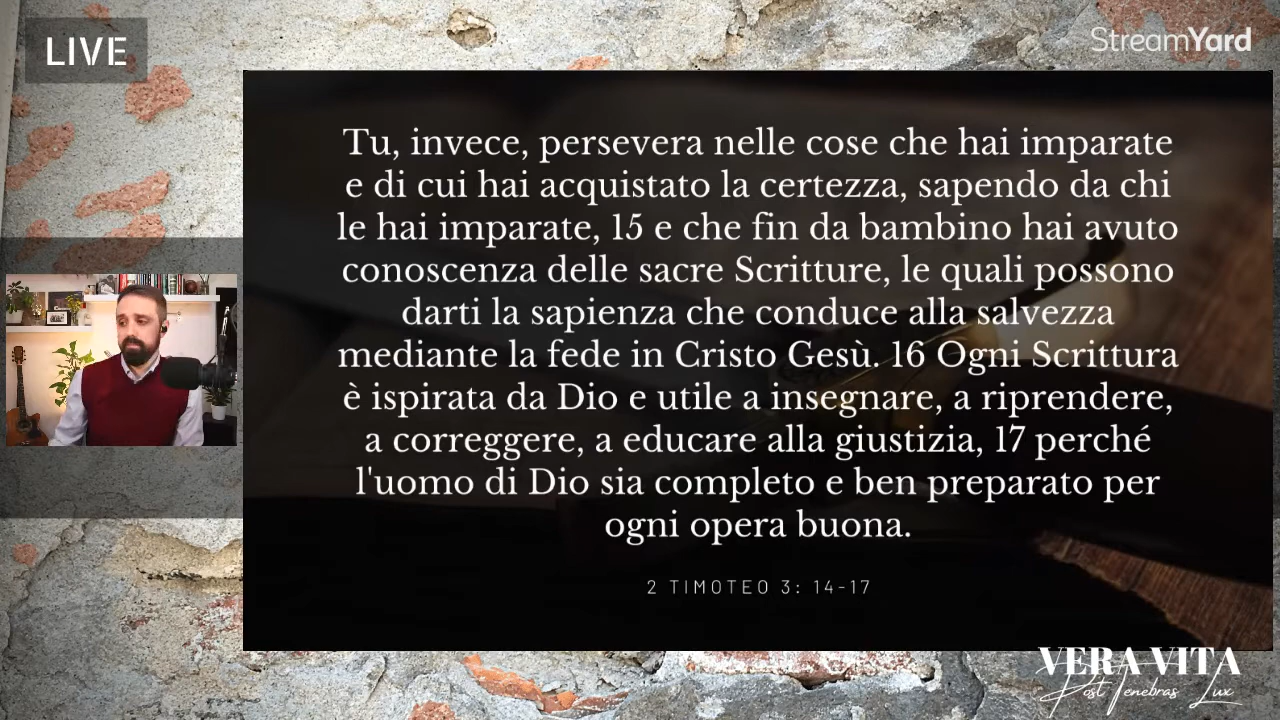 LIVE
StreamYard
Tu, invece, persevera nelle cose che hai imparate
e di cui hai acquistato la certezza, sapendo da chi
le hai imparate, 15 e che fin da bambino hai avuto
conoscenza delle sacre Scritture, le quali possono
darti la sapienza che conduce alla salvezza
mediante la fede in Cristo Gesù. 16 Ogni Scrittura
è ispirata da Dio e utile a insegnare, a riprendere,
a correggere, a educare alla giustizia, 17 perché
l'uomo di Dio sia completo e ben preparato per
ogni opera buona.
2 TIMOTEO 3: 14-17
VERA VITA
Post Tenebras Lux